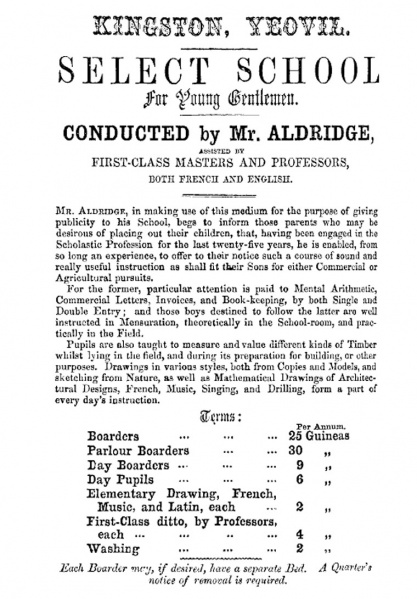 KINGSTON, YEOVIL.
SELECT SCHOOL
For Young Gentlemen.
CONDUCTED by Mr. ALDRIDGE,
ASSISTED BY
FIRST-CLASS MASTERS AND PROFESSORS,
BOTH FRENCH AND ENGLISH.
MR. ALDRIDGE, in making use of this medium for the purpose of giving
publicity to his School, begs to inform those parents who may be
desirous of placing out their children, that, having been engaged in the
Scholastic Profession for the last twenty-five years, he is enabled, from
so long an experience, to offer to their notice such a course of sound and
really useful instruction as shall fit their Sons for either Commercial or
Agricultural pursuits.
For the former, particular attention is paid to Mental Arithmetic,
Commercial Letters, Invoices, and Book-keeping, by both Single and
Double Entry; and those boys destined to follow the latter are well
instructed in Mensuration, theoretically in the School-room, and prac-
tically in the Field.
Pupils are also taught to measure and value different kinds of Timber
whilst lying in the field, and during its preparation for building, or other
purposes. Drawings in various styles, both from Copies and Models, and
sketching from Nature, as well as Mathematical Drawings of Architec-
tural Designs, French, Music, Singing, and Drilling, form a part of
every day's instruction.
Terms:
Per Annum.
Boarders ... ... ... 25 Guineas
Parlour Boarders ... ... 30 „
Day Boarders ... ... ... 9 „
Day Pupils ... ... ... 6 „
Elementary Drawing, French,
Music, and Latin, each ... 2 „
First-Class ditto, by Professors,
each ... ... ... ... 4 „
Washing ... ... ... 2 „
Each Boarder may, if desired, have a separate Bed. A Quarter's
notice of removal is required.